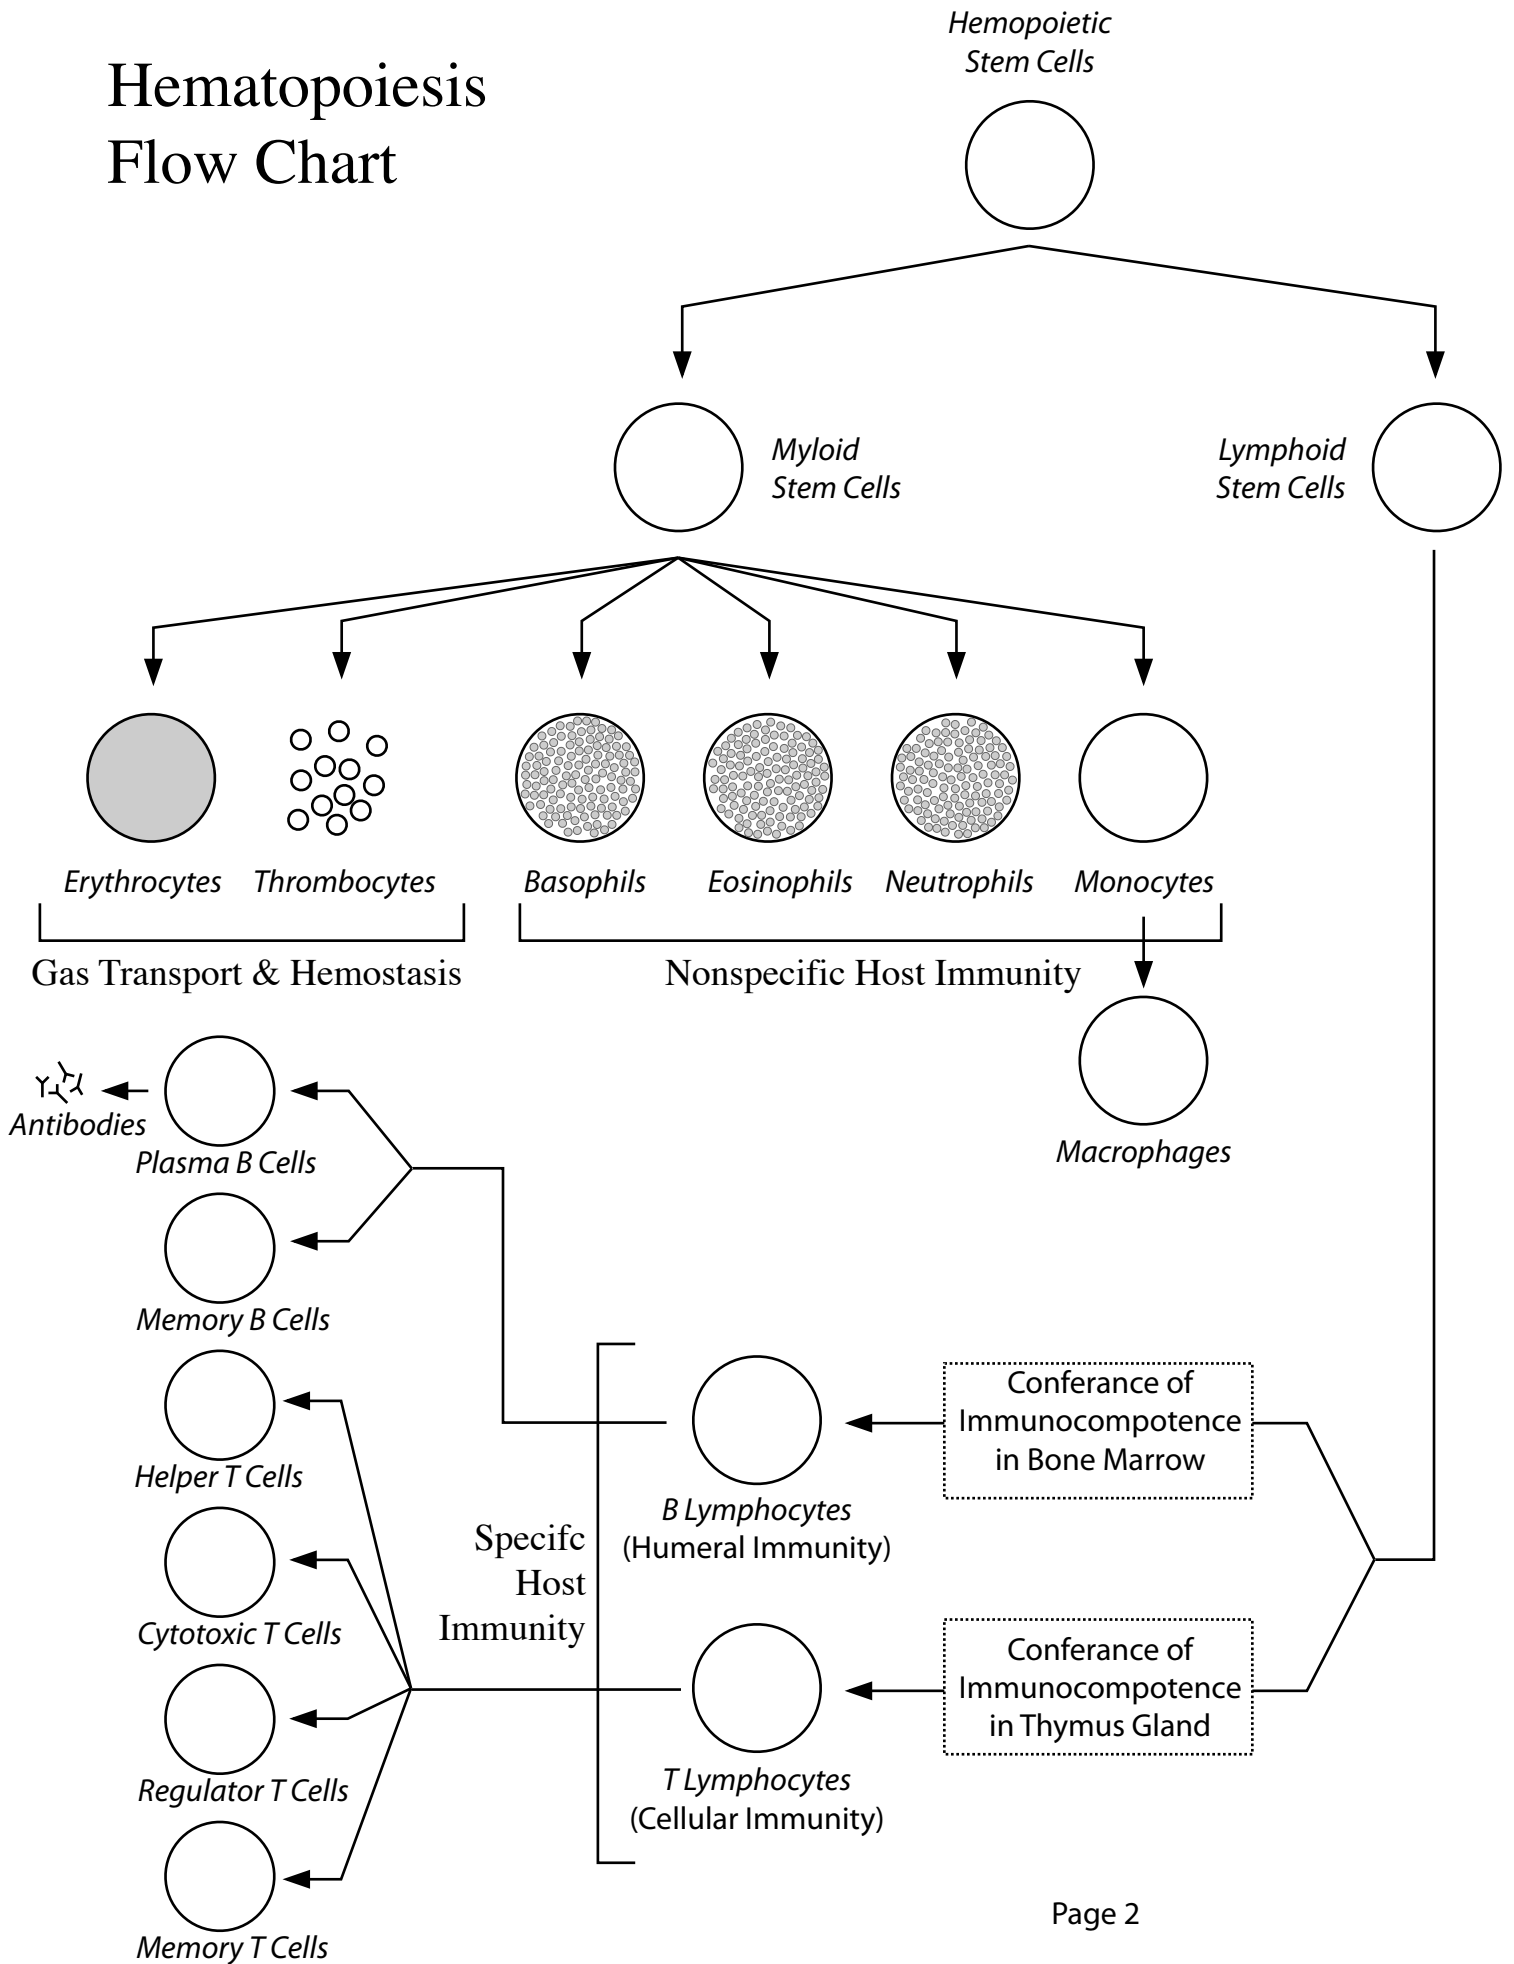 Hematopoiesis
Flow Chart
Hemopoietic
Stem Cells
Myloid
Stem Cells
Lymphoid
Stem Cells
Erythrocytes
Thrombocytes
Basophils
Eosinophils
Neutrophils
Monocytes
Gas Transport & Hemostasis
Nonspecific Host Immunity
Macrophages
Antibodies
Plasma B Cells
Memory B Cells
Helper T Cells
Cytotoxic T Cells
Regulator T Cells
Memory T Cells
Specifc
Host
Immunity
B Lymphocytes
(Humeral Immunity)
T Lymphocytes
(Cellular Immunity)
Conferance of
Immunocompotence
in Bone Marrow
Conferance of
Immunocompotence
in Thymus Gland
Page 2